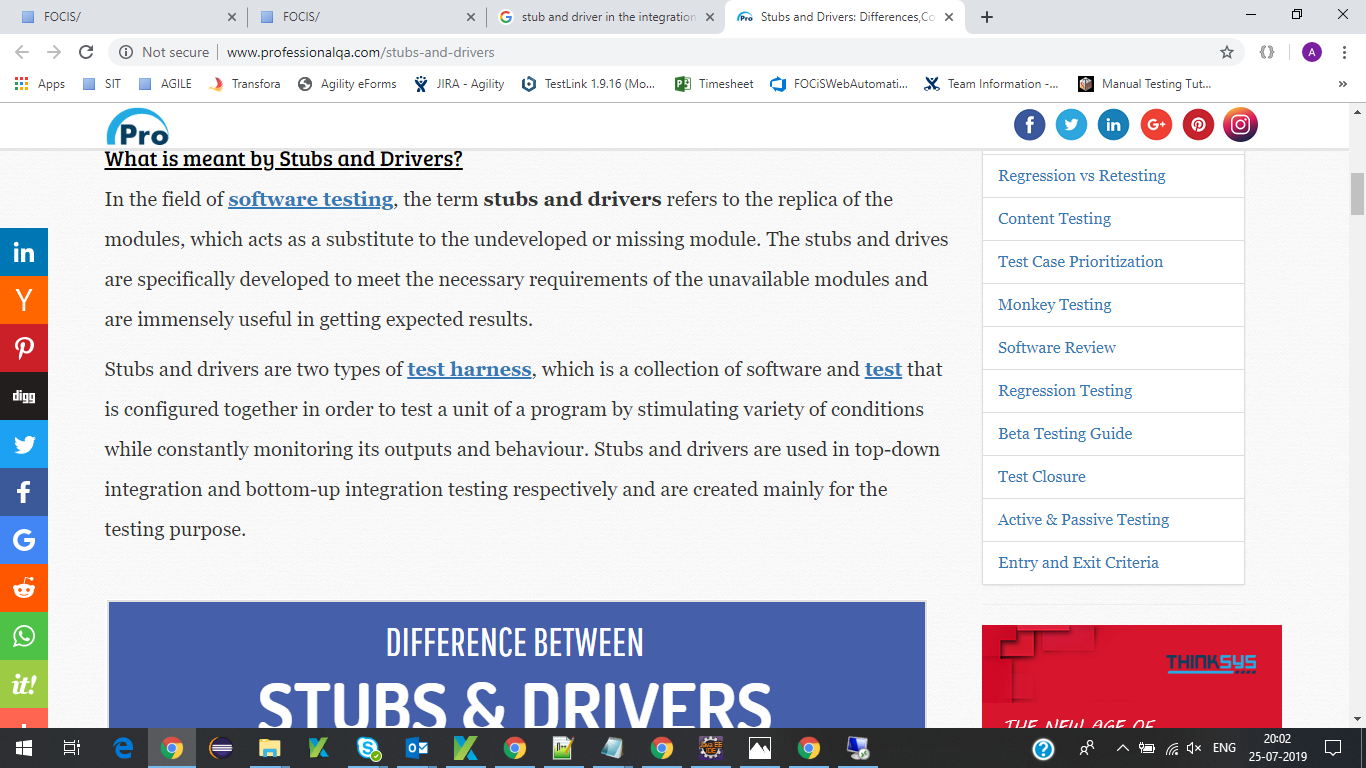 FOCIS/
FOCIS/
stub and driver in the integration
Pro Stubs and Drivers: Differences,Co
Not secure www.professionalqa.com/stubs-and-drivers
A
Apps SIT AGILE Transfora Agility eForms JIRA - Agility TestLink 1.9.16 (Mo... Timesheet FOCiSWebAutomati... Team Information -... Manual Testing Tut... »
Pro
What is meant by Stubs and Drivers?
In the field of software testing, the term stubs and drivers refers to the replica of the
modules, which acts as a substitute to the undeveloped or missing module. The stubs and drives
are specifically developed to meet the necessary requirements of the unavailable modules and
are immensely useful in getting expected results.
Stubs and drivers are two types of test harness, which is a collection of software and test that
is configured together in order to test a unit of a program by stimulating variety of conditions
while constantly monitoring its outputs and behaviour. Stubs and drivers are used in top-down
integration and bottom-up integration testing respectively and are created mainly for the
testing purpose.
DIFFERENCE BETWEEN
STUBS & DRIVERS
in
digg
it!
Regression vs Retesting
Content Testing
Test Case Prioritization
Monkey Testing
Software Review
Regression Testing
Beta Testing Guide
Test Closure
Active & Passive Testing
Entry and Exit Criteria
THINKSYS
THE NEW AGE OF
ENG
20:02
25-07-2019